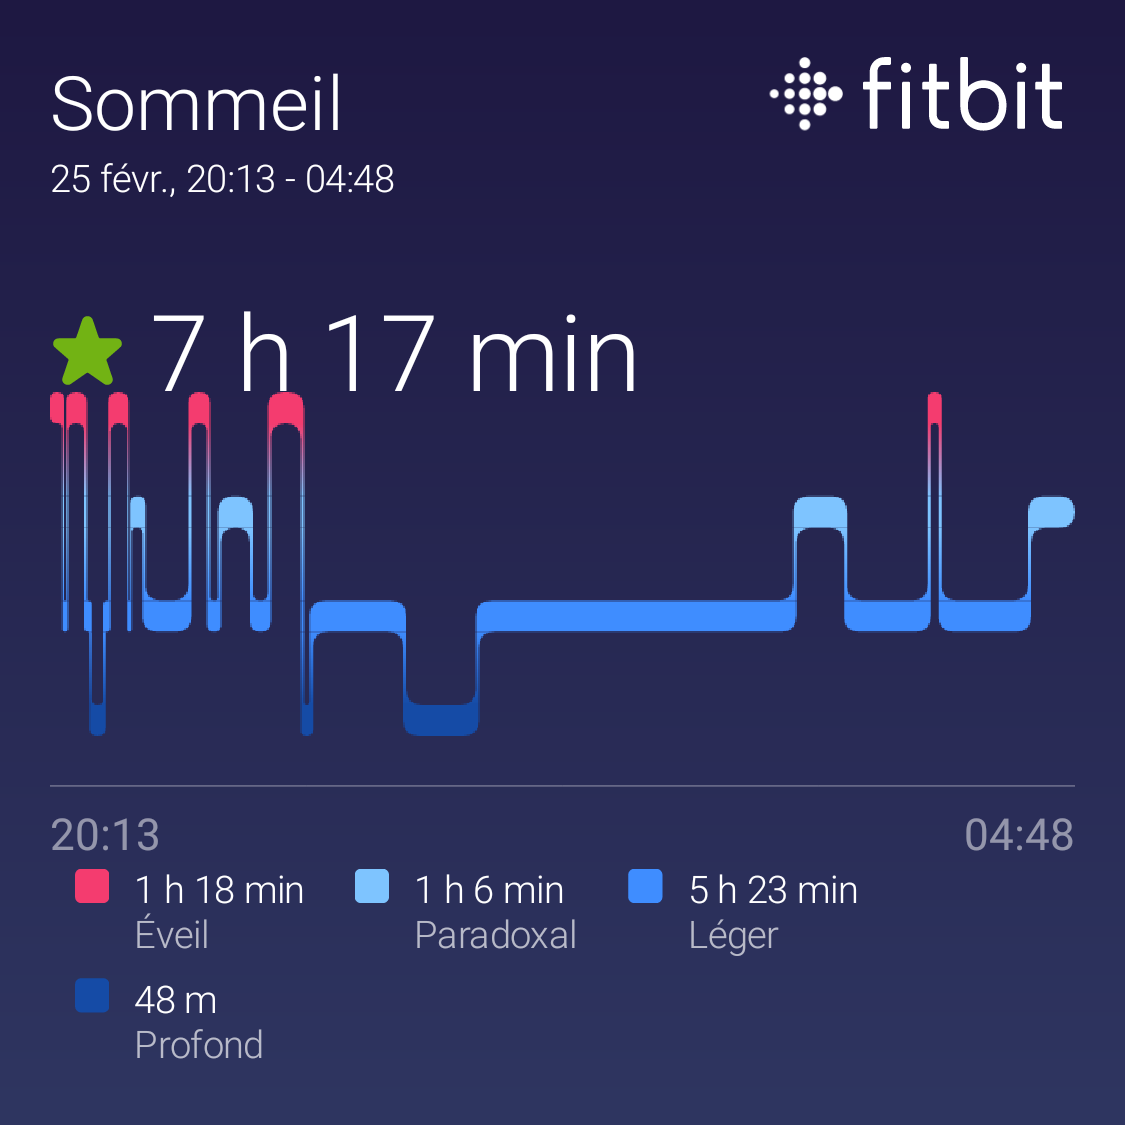 Sommeil
fitbit
25 févr., 20:13 - 04:48
7 h 17 min
20:13
04:48
1 h 18 min
1 h 6 min
5 h 23 min
Éveil
Paradoxal
Léger
48 m
Profond